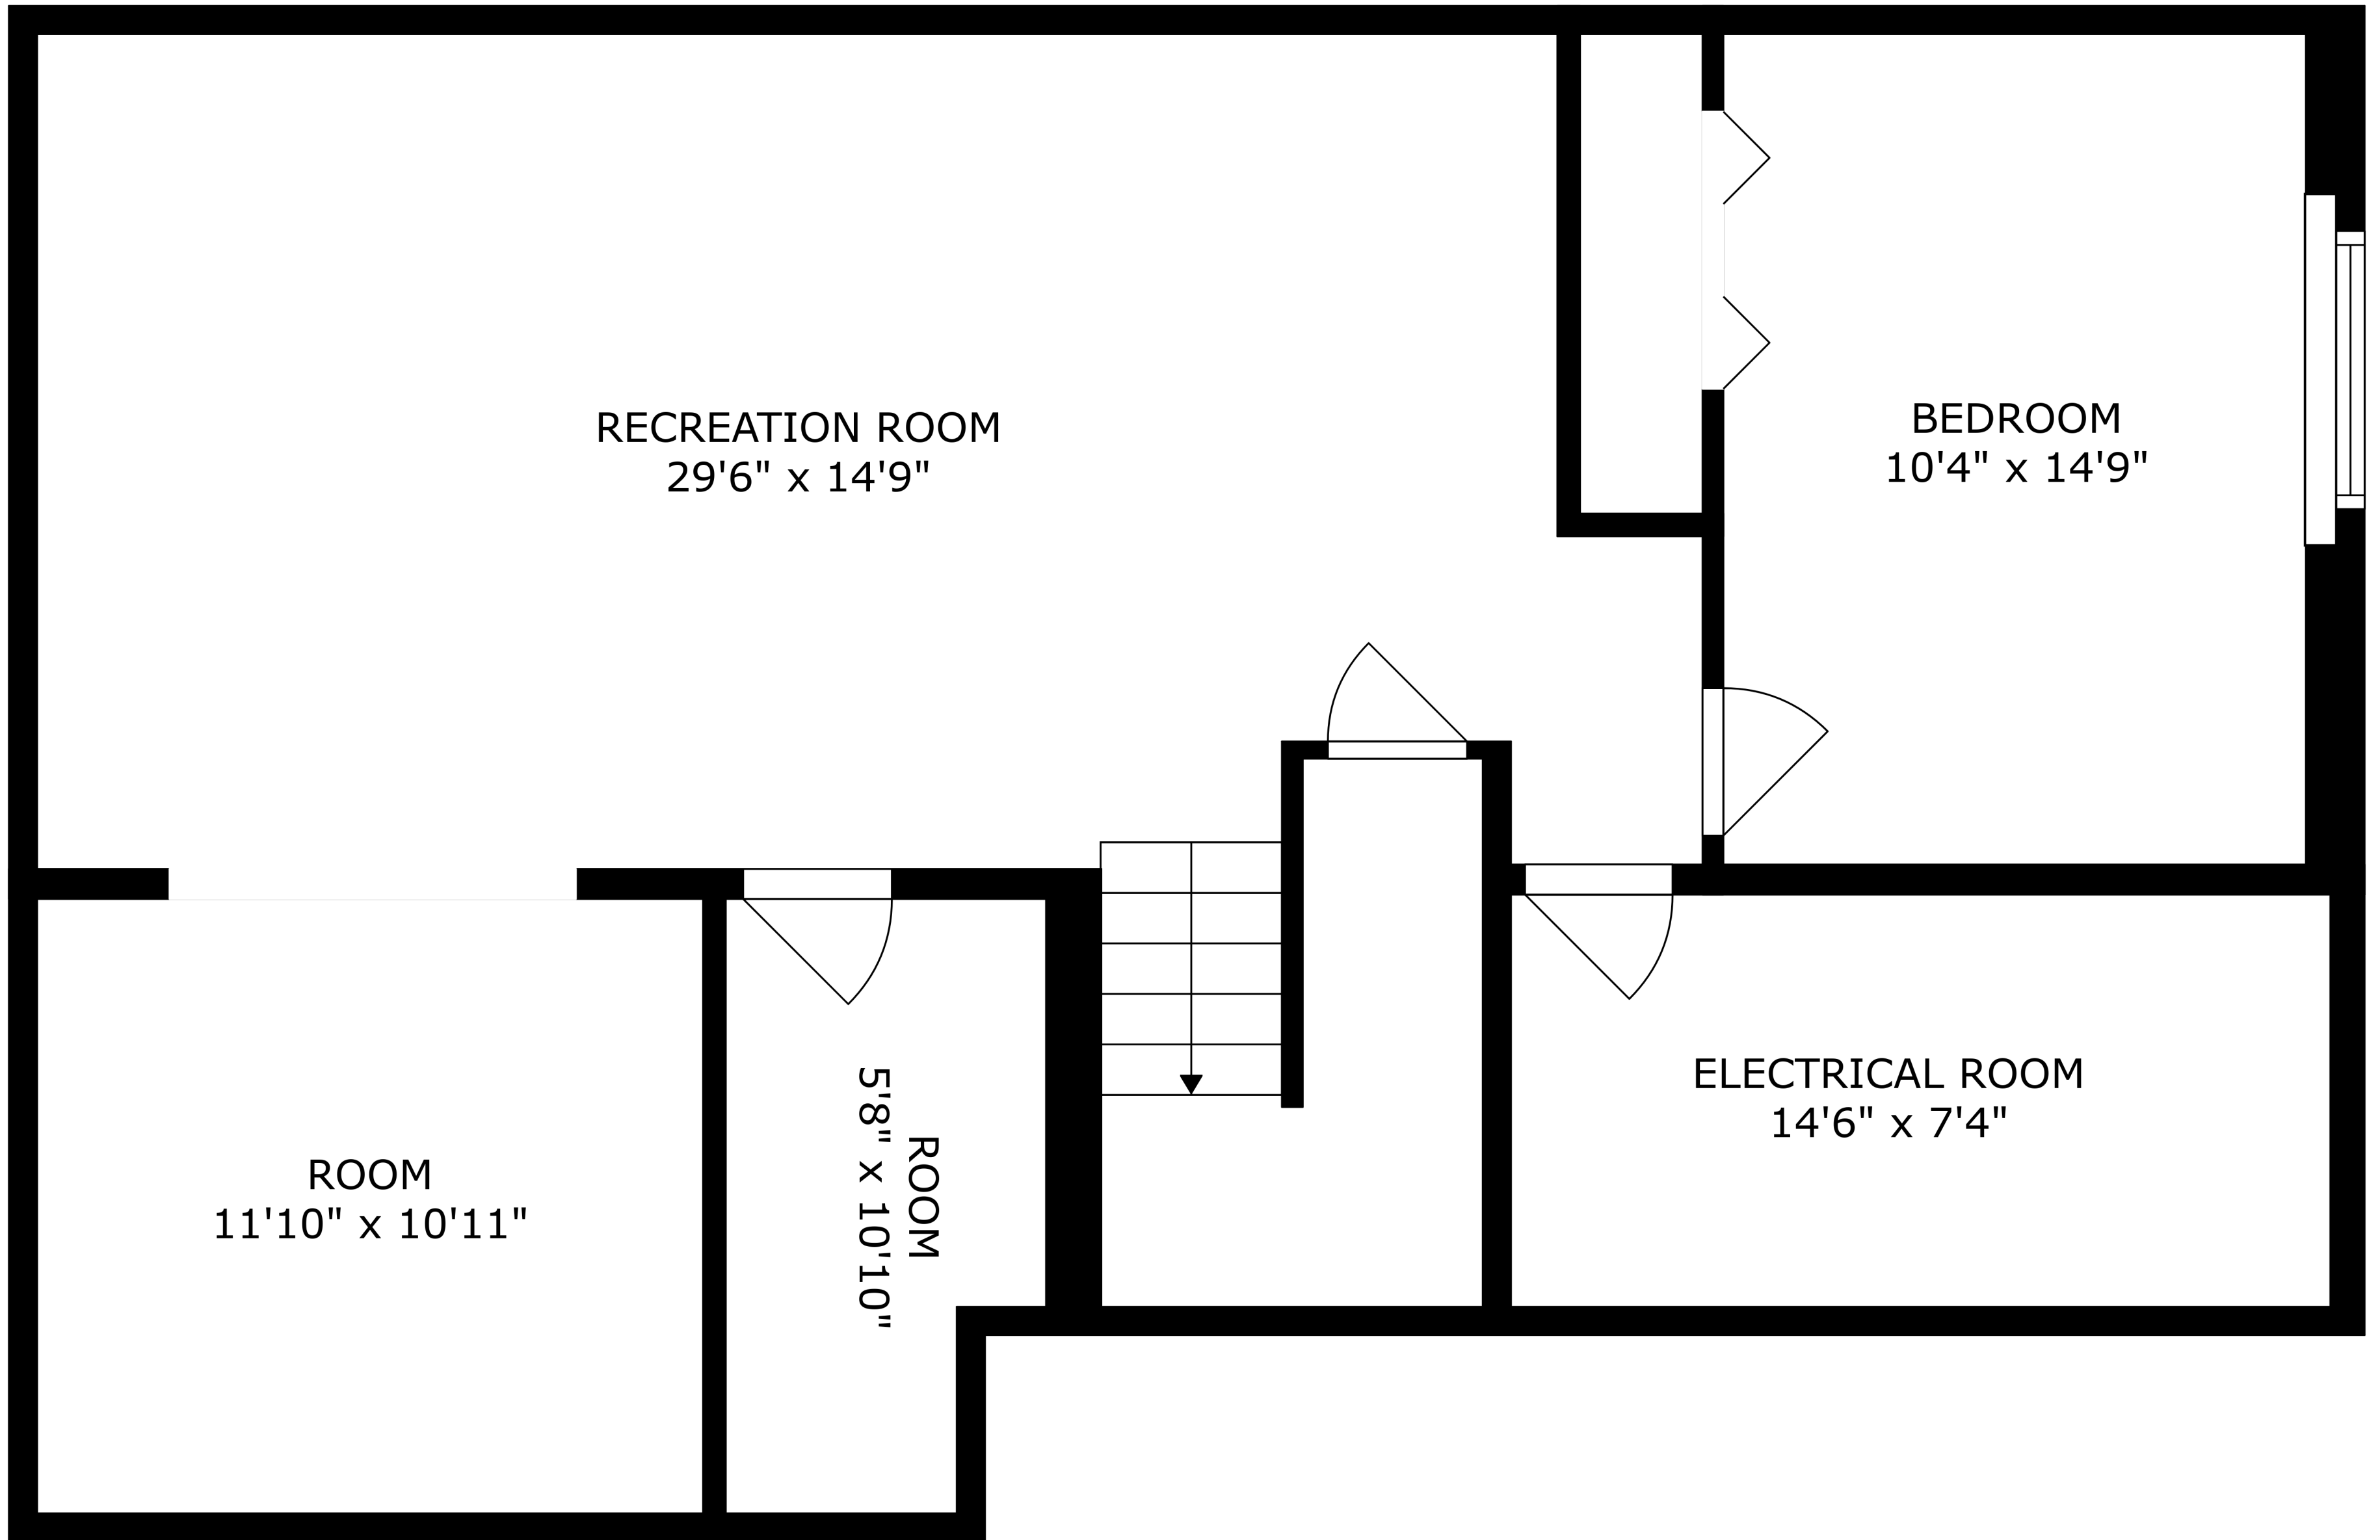 RECREATION ROOM
29'6" x 14'9"
BEDROOM
10'4" x 14'9"
ROOM
11'10" x 10'11"
ROOM
5'8" x 10'10"
ELECTRICAL ROOM
14'6" x 7'4"